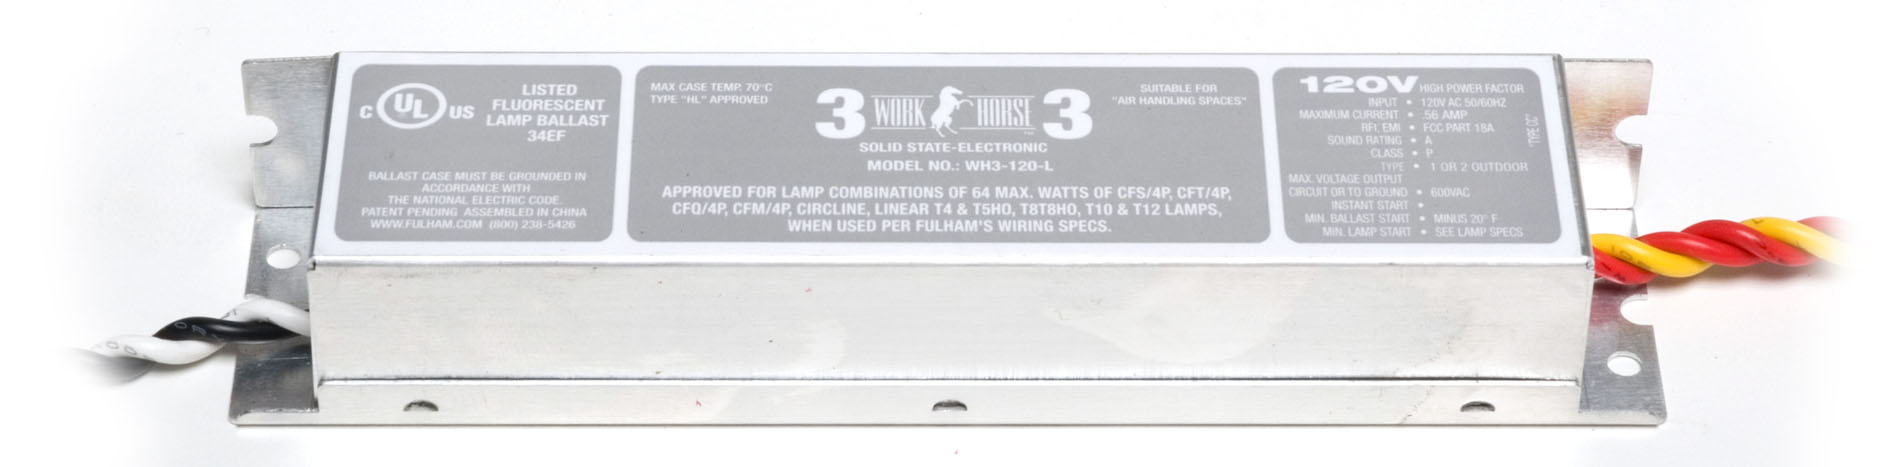 C UL US
LISTED
FLUORESCENT
LAMP BALLAST
34EF
BALLAST CASE MUST BE GROUNDED IN
ACCORDANCE WITH
THE NATIONAL ELECTRIC CODE.
PATENT PENDING ASSEMBLED IN CHINA
WWW.FULHAM.COM (800) 238-5426
MAX CASE TEMP. 70°C
TYPE "HL" APPROVED
3 WORK HORSE 3
TM
SUITABLE FOR
"AIR HANDLING SPACES"
SOLID STATE-ELECTRONIC
MODEL NO.: WH3-120-L
APPROVED FOR LAMP COMBINATIONS OF 64 MAX. WATTS OF CFS/4P, CFT/4P,
CFQ/4P, CFM/4P, CIRCLINE, LINEAR T4 & T5HO, T8T8HO, T10 & T12 LAMPS,
WHEN USED PER FULHAM'S WIRING SPECS.
120V HIGH POWER FACTOR
INPUT • 120V AC 50/60HZ
MAXIMUM CURRENT • .56 AMP
RFI, EMI • FCC PART 18A
SOUND RATING • A
CLASS • P
TYPE • 1 OR 2 OUTDOOR
MAX. VOLTAGE OUTPUT
CIRCUIT OR TO GROUND • 600VAC
INSTANT START •
MIN. BALLAST START • MINUS 20° F
MIN. LAMP START • SEE LAMP SPECS
"TYPE CC"